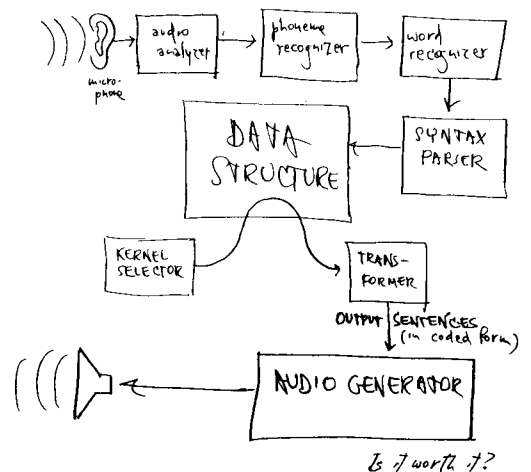 micro-
phone
audio
analyzer
phoneme
recognizer
word
recognizer
SYNTAX
PARSER
DATA
STRUCTURE
KERNEL
SELECTOR
TRANS-
FORMER
OUTPUT SENTENCES
(in coded form)
AUDIO GENERATOR
Is it worth it?